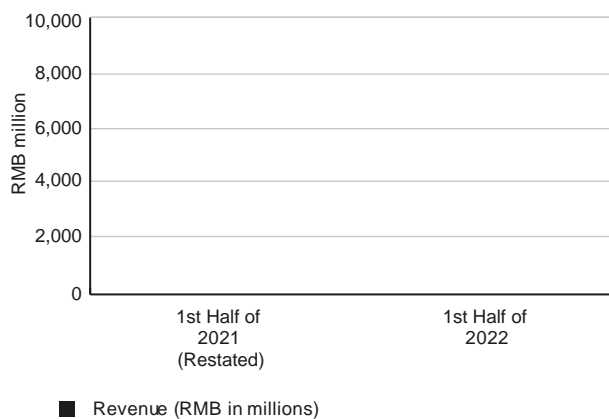 RMB million
10,000
8,000
6,000
4,000
2,000
0
1st Half of
2021
(Restated)
1st Half of
2022
Revenue (RMB in millions)